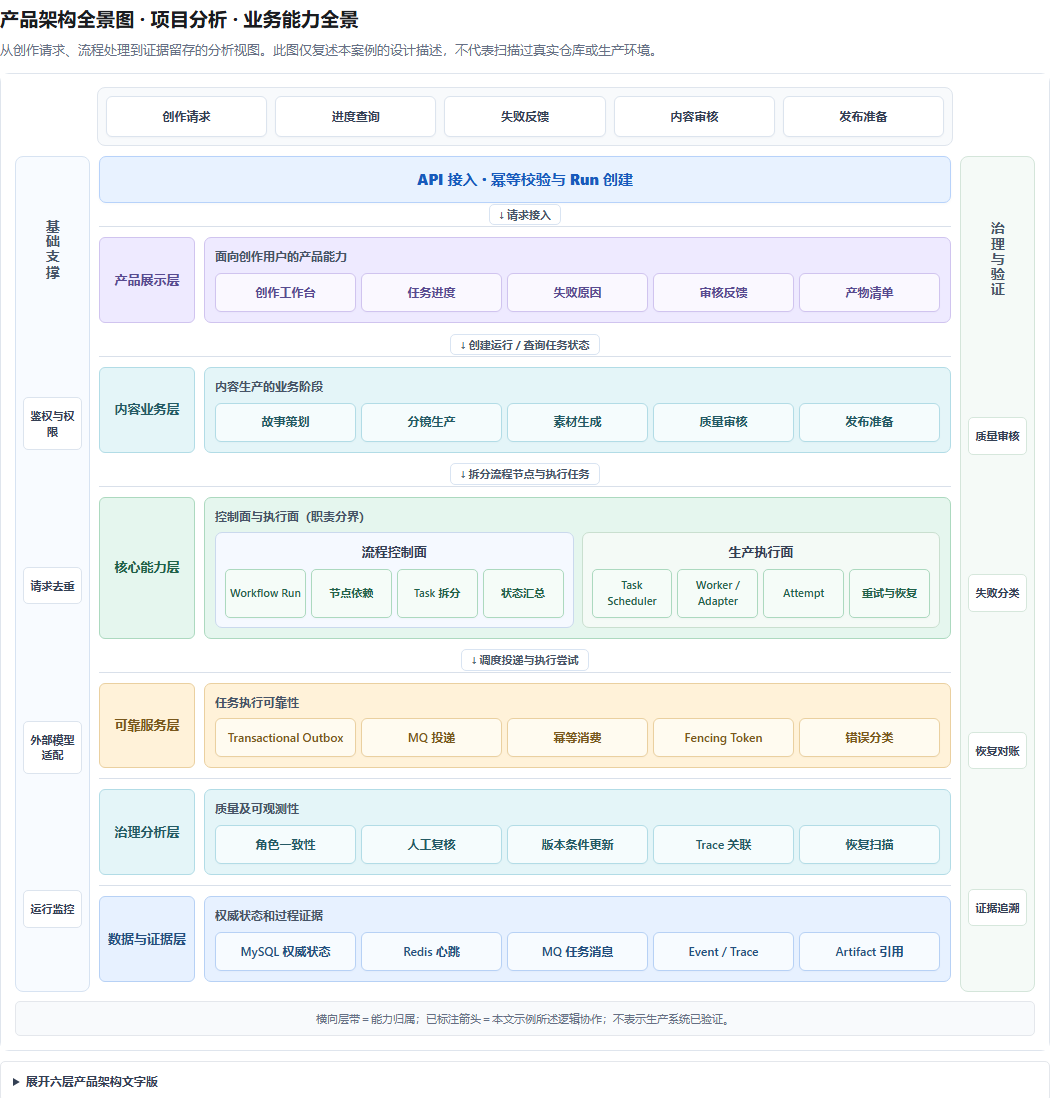 产品架构全景图 · 项目分析 · 业务能力全景
从创作请求、流程处理到证据留存的分析视图。此图仅复述本案例的设计描述，不代表扫描过真实仓库或生产环境。
创作请求
进度查询
失败反馈
内容审核
发布准备
基础支撑
鉴权与权限
请求去重
外部模型适配
运行监控
API 接入 · 幂等校验与 Run 创建
↓ 请求接入
产品展示层
面向创作用户的产品能力
创作工作台
任务进度
失败原因
审核反馈
产物清单
↓ 创建运行 / 查询任务状态
内容业务层
内容生产的业务阶段
故事策划
分镜生产
素材生成
质量审核
发布准备
↓ 拆分流程节点与执行任务
核心能力层
控制面与执行面（职责分界）
流程控制面
Workflow Run
节点依赖
Task 拆分
状态汇总
生产执行面
Task Scheduler
Worker / Adapter
Attempt
重试与恢复
↓ 调度投递与执行尝试
可靠服务层
任务执行可靠性
Transactional Outbox
MQ 投递
幂等消费
Fencing Token
错误分类
治理分析层
质量及可观测性
角色一致性
人工复核
版本条件更新
Trace 关联
恢复扫描
数据与证据层
权威状态和过程证据
MySQL 权威状态
Redis 心跳
MQ 任务消息
Event / Trace
Artifact 引用
治理与验证
质量审核
失败分类
恢复对账
证据追溯
横向层带＝能力归属；已标注箭头＝本文示例所述逻辑协作；不表示生产系统已验证。
▶ 展开六层产品架构文字版